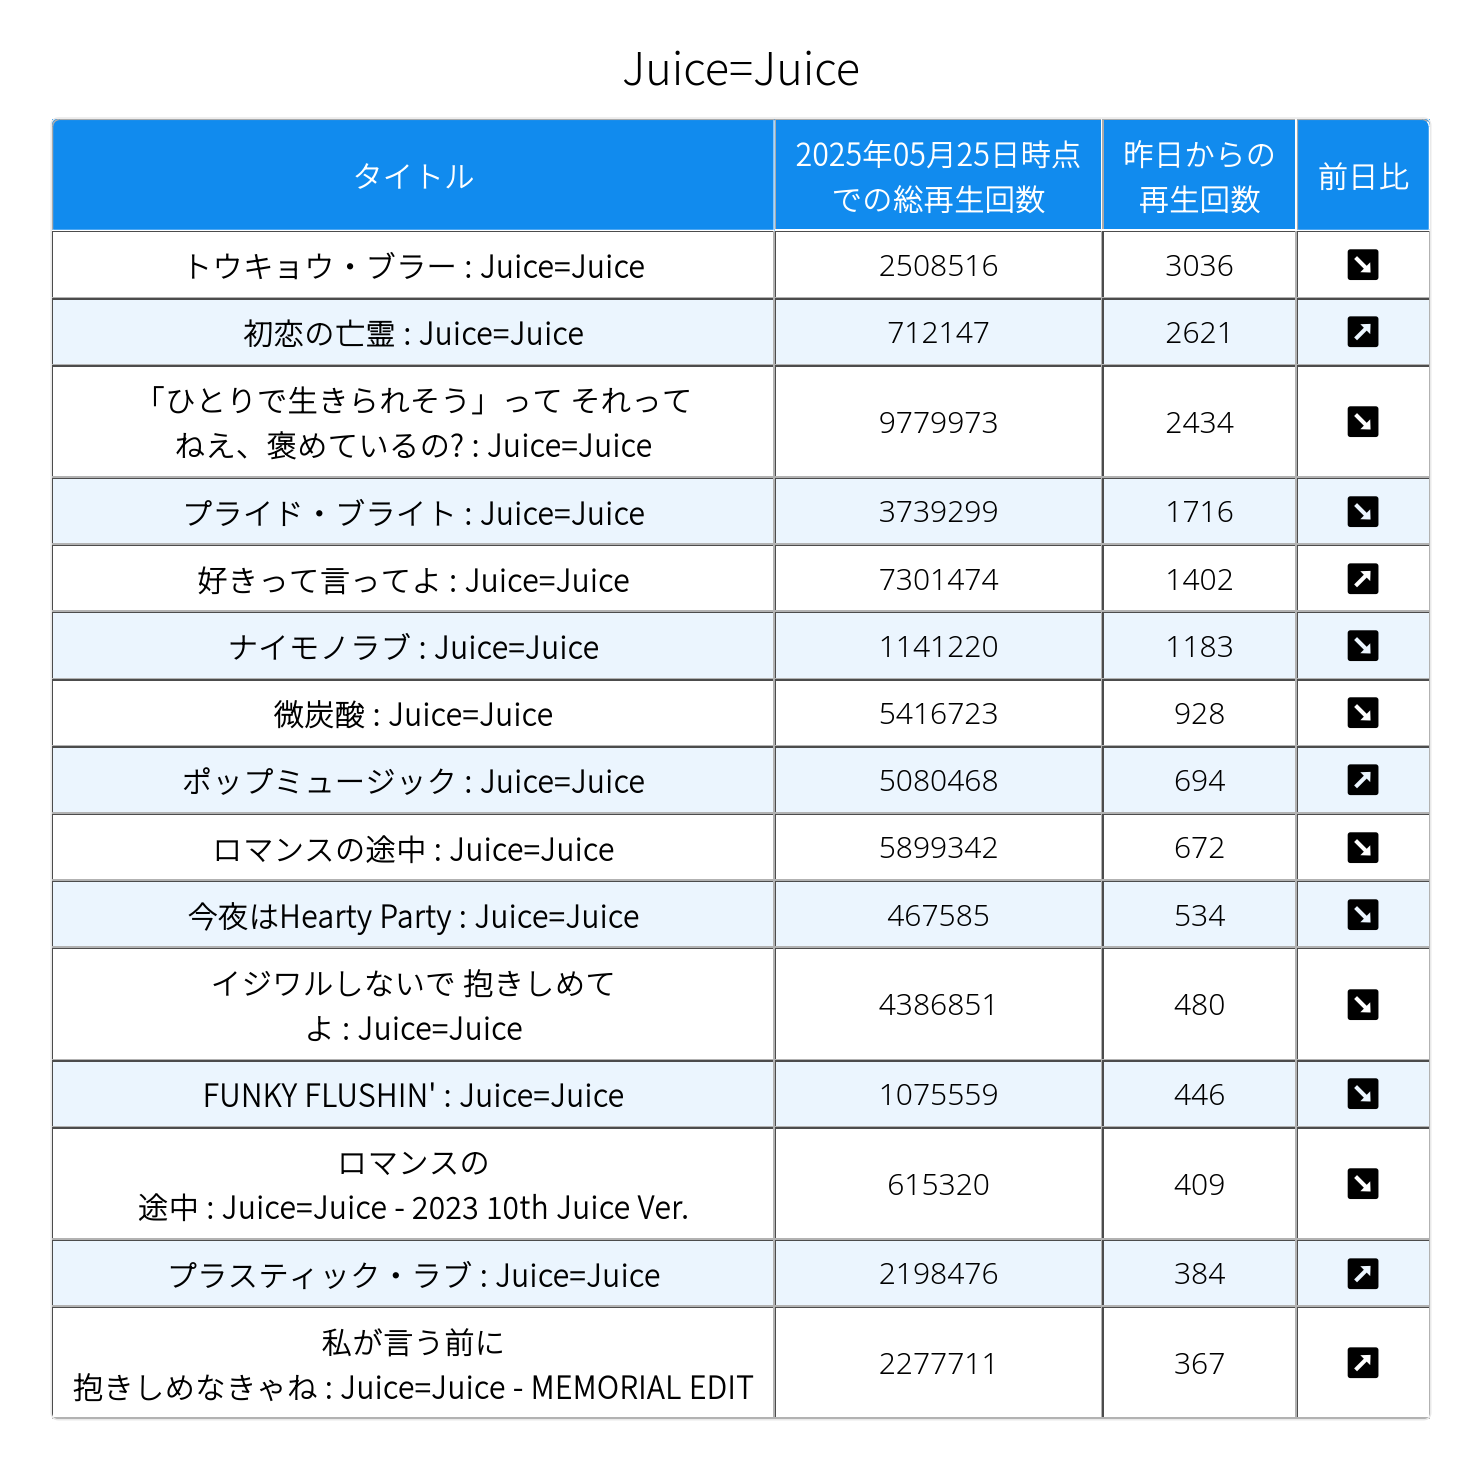 Juice=Juice
タイトル
2025年05月25日時点
での総再生回数
昨日からの
再生回数
前日比
トウキョウ・ブラー : Juice=Juice
2508516
3036
初恋の亡霊 : Juice=Juice
712147
2621
「ひとりで生きられそう」って それって
ねえ、褒めているの? : Juice=Juice
9779973
2434
プライド・ブライト : Juice=Juice
3739299
1716
好きって言ってよ : Juice=Juice
7301474
1402
ナイモノラブ : Juice=Juice
1141220
1183
微炭酸 : Juice=Juice
5416723
928
ポップミュージック : Juice=Juice
5080468
694
ロマンスの途中 : Juice=Juice
5899342
672
今夜はHearty Party : Juice=Juice
467585
534
イジワルしないで 抱きしめて
よ : Juice=Juice
4386851
480
FUNKY FLUSHIN' : Juice=Juice
1075559
446
ロマンスの
途中 : Juice=Juice - 2023 10th Juice Ver.
615320
409
プラスティック・ラブ : Juice=Juice
2198476
384
私が言う前に
抱きしめなきゃね : Juice=Juice - MEMORIAL EDIT
2277711
367